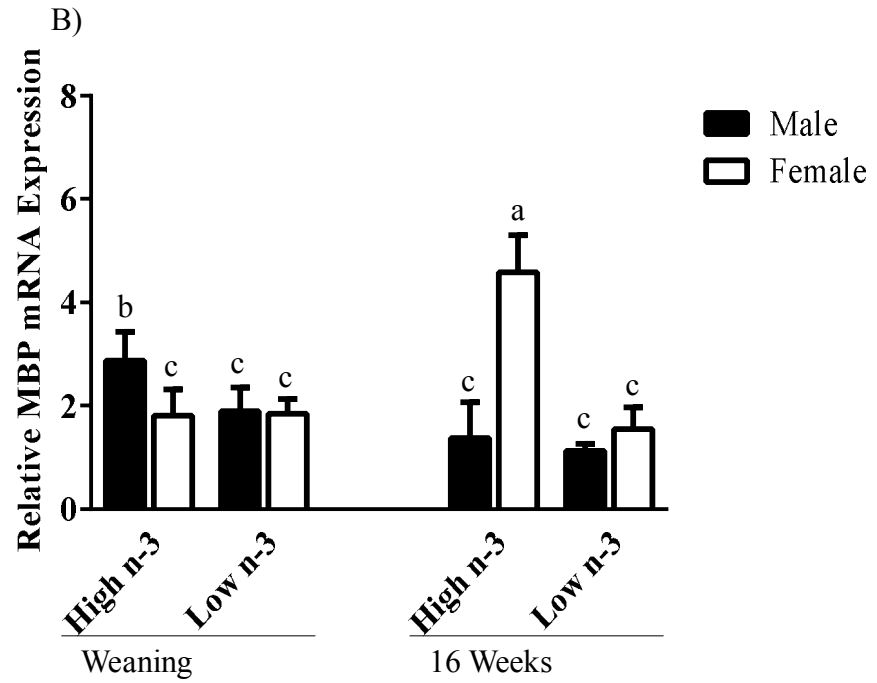 B)
Relative MBP mRNA Expression
8
6
4
2
0
b
c
c
c
c
a
c
c
Male
Female
High n-3
Low n-3
High n-3
Low n-3
Weaning
16 Weeks